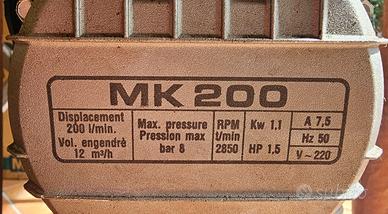 MK 200
Displacement
200 l/min.
Vol. engendrè
12 m³/h
Max. pressure
Pression max
bar 8
RPM
t/min
2850
Kw 1,1
HP 1,5
A 7,5
Hz 50
V~220
subito